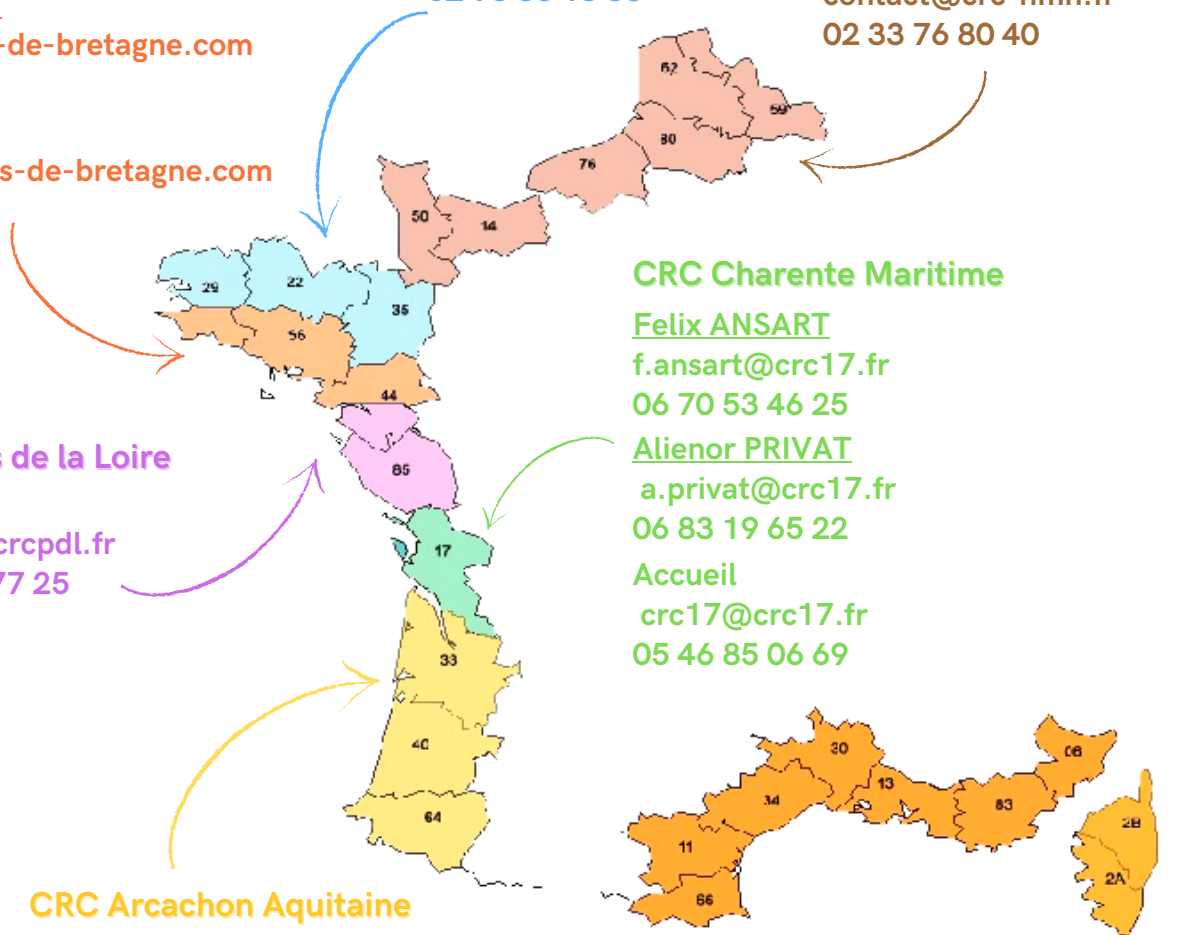 -de-bretagne.com
02 33 76 80 40
s-de-bretagne.com
62
59
80
76
50
14
29
22
35
56
44
CRC Charente Maritime
Felix ANSART
f.ansart@crc17.fr
06 70 53 46 25
Alienor PRIVAT
a.privat@crc17.fr
06 83 19 65 22
Accueil
crc17@crc17.fr
05 46 85 06 69
s de la Loire
crcpdl.fr
77 25
85
17
33
40
64
CRC Arcachon Aquitaine
30
13
34
11
66
83
06
2B
2A